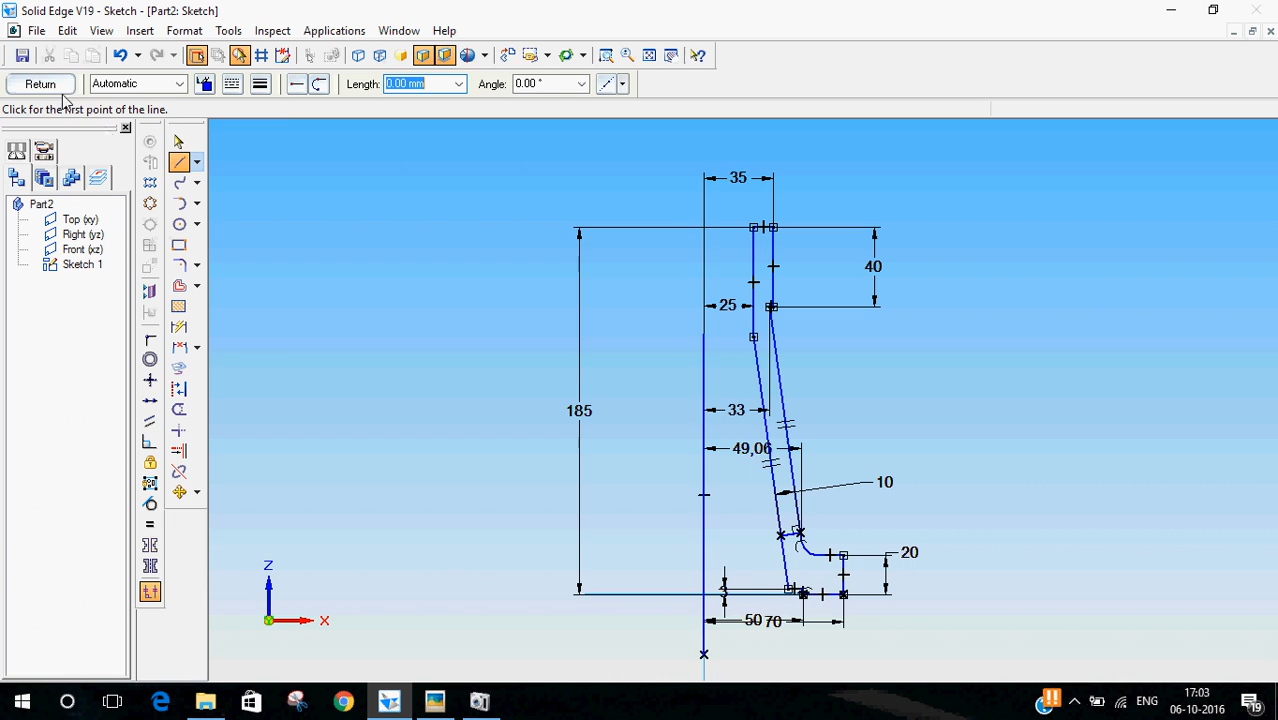 Solid Edge V19 - Sketch - [Part2: Sketch]
File Edit View Insert Format Tools Inspect Applications Window Help
Return Automatic Length: 0.00 mm Angle: 0.00 °
Click for the first point of the line.
Part2
Top (xy)
Right (yz)
Front (xz)
Sketch 1
35
40
25
185
33
49,06
10
20
3
50 70
Z
X
ENG
17:03
06-10-2016
19